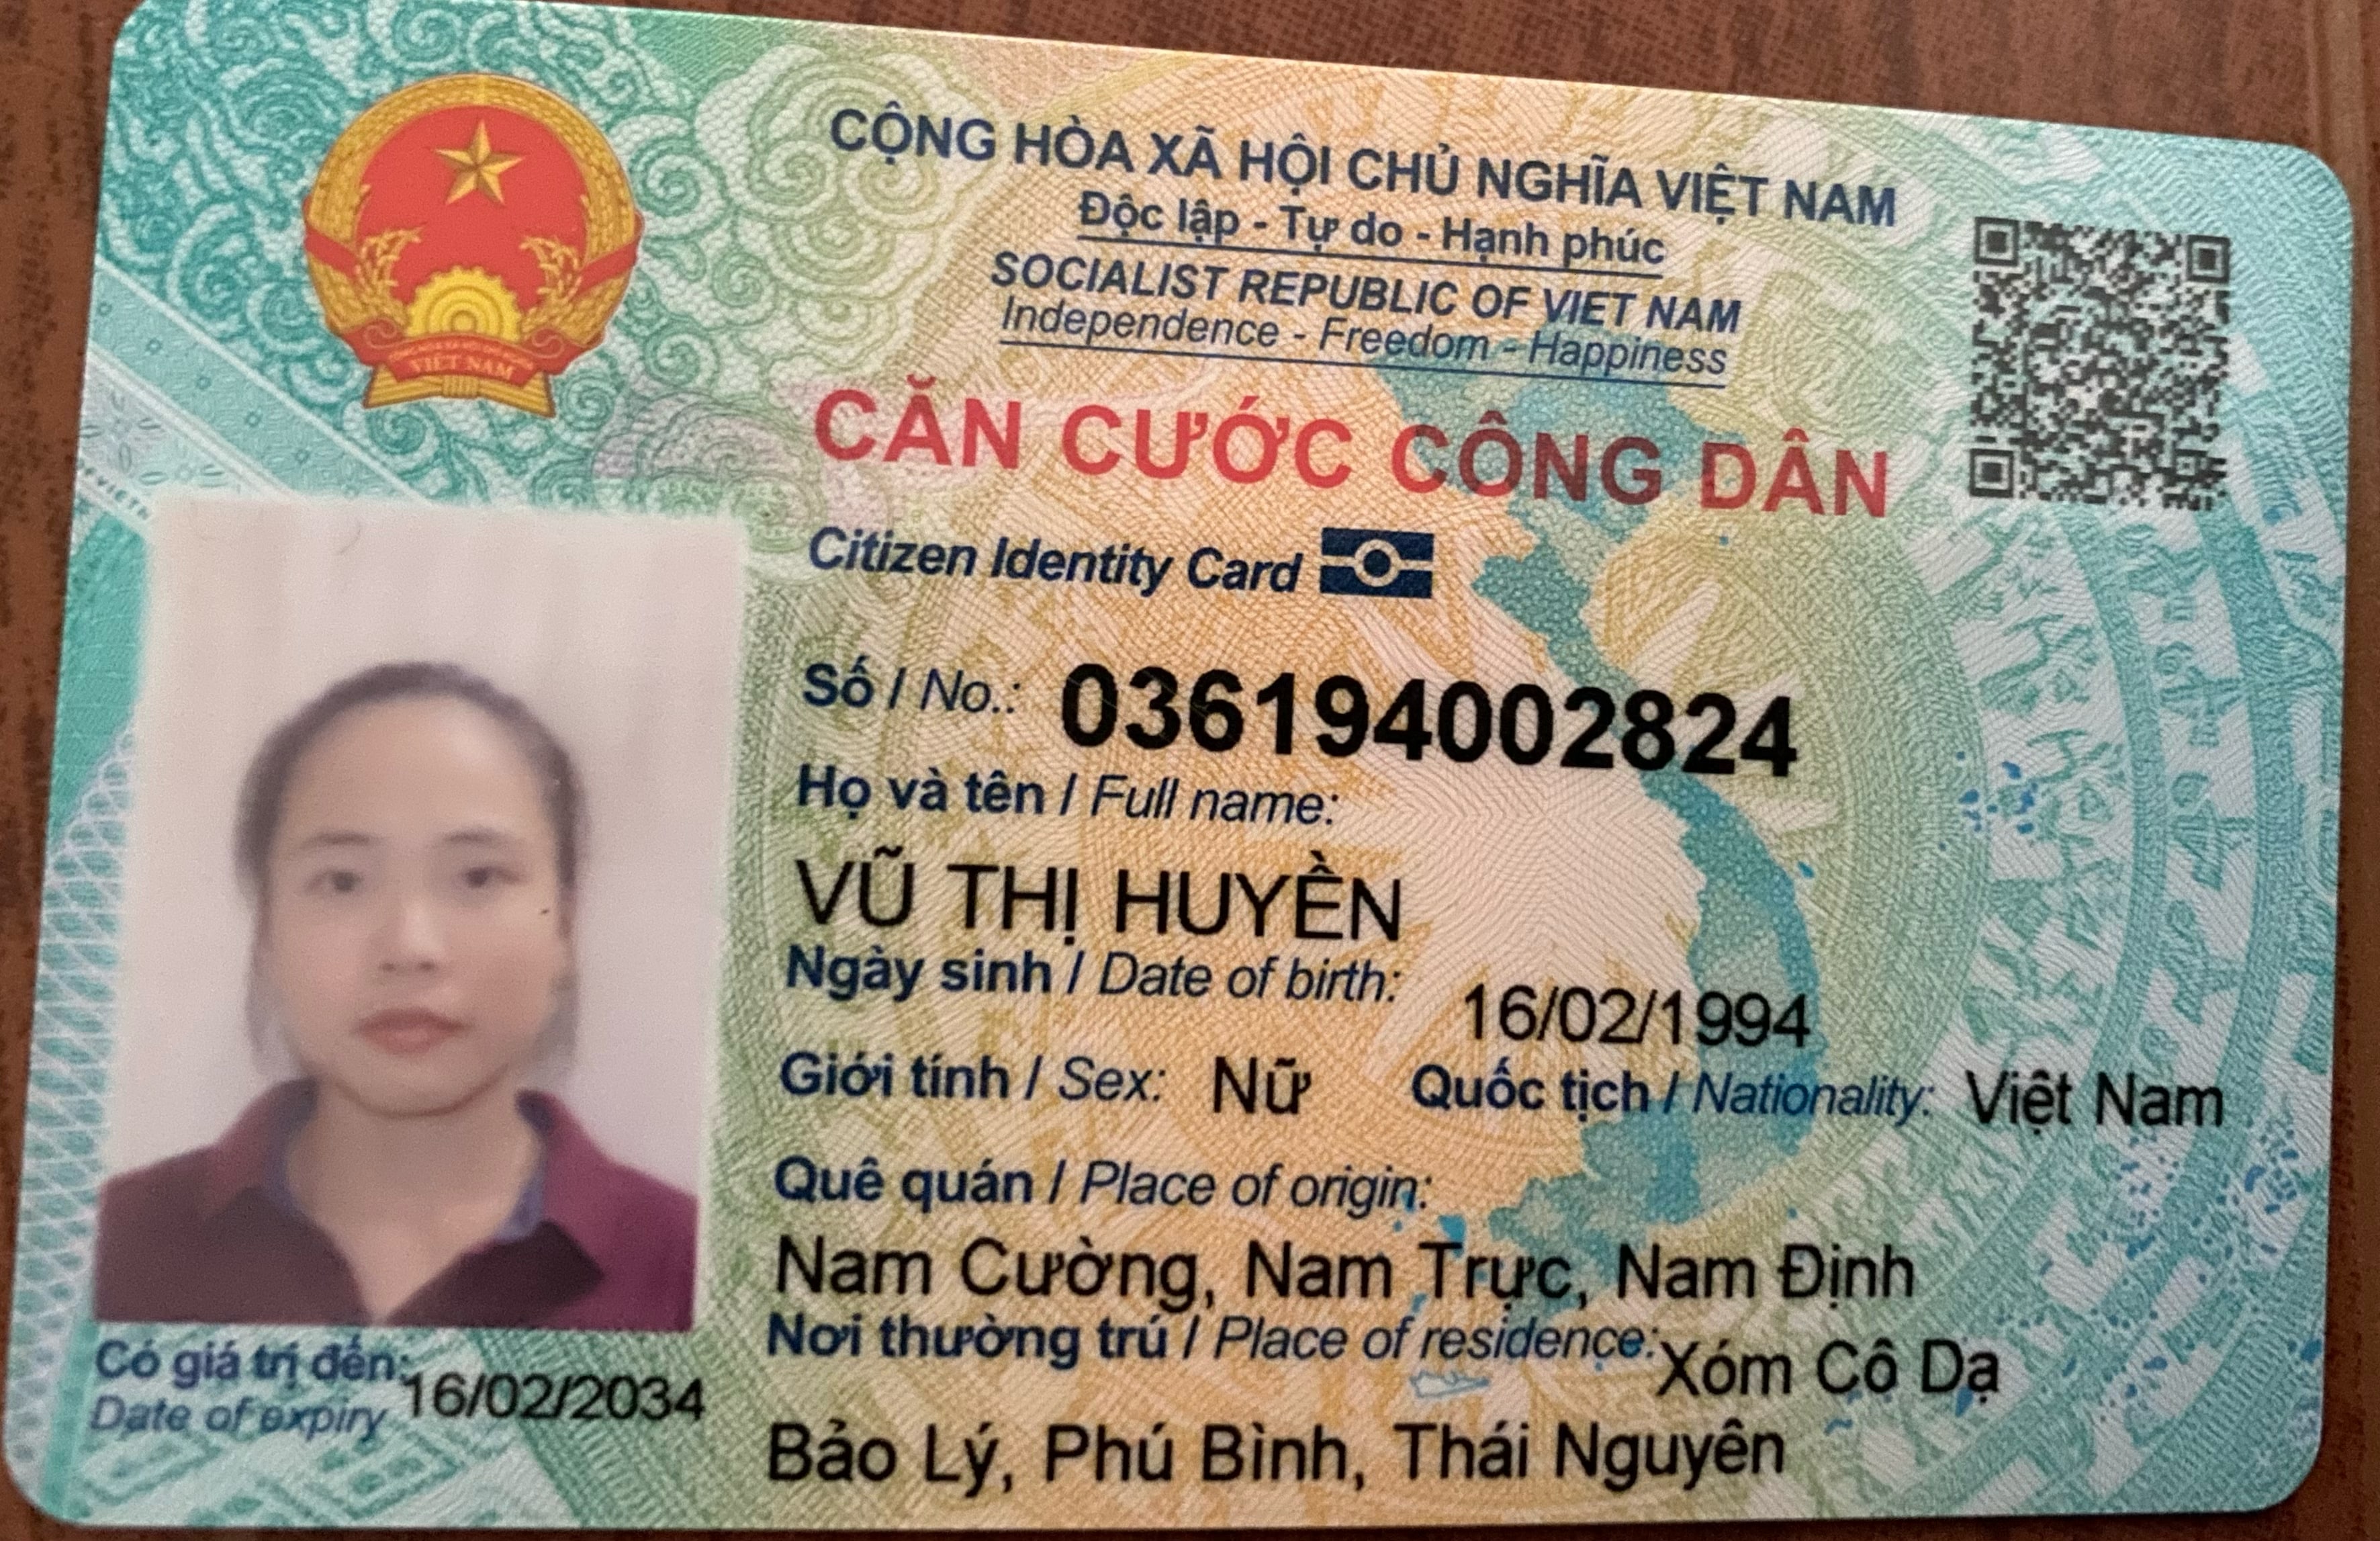 CỘNG HÒA XÃ HỘI CHỦ NGHĨA VIỆT NAM
Độc lập - Tự do - Hạnh phúc
SOCIALIST REPUBLIC OF VIET NAM
Independence - Freedom - Happiness
CĂN CƯỚC CÔNG DÂN
Citizen Identity Card
Số / No.: 036194002824
Họ và tên / Full name:
VŨ THỊ HUYỀN
Ngày sinh / Date of birth: 16/02/1994
Giới tính / Sex: Nữ Quốc tịch / Nationality: Việt Nam
Quê quán / Place of origin:
Nam Cường, Nam Trực, Nam Định
Nơi thường trú / Place of residence: Xóm Cô Dạ
Bảo Lý, Phú Bình, Thái Nguyên
Có giá trị đến: 16/02/2034
Date of expiry
VIỆT NAM